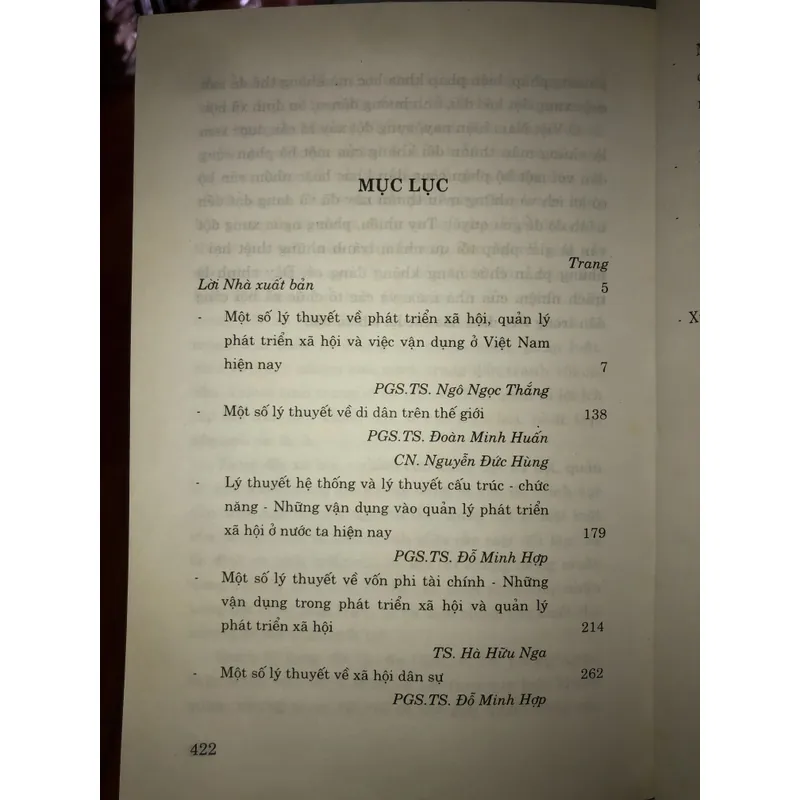 MỤC LỤC
Trang
Lời Nhà xuất bản 5
- Một số lý thuyết về phát triển xã hội, quản lý
phát triển xã hội và việc vận dụng ở Việt Nam
hiện nay 7
PGS.TS. Ngô Ngọc Thắng
- Một số lý thuyết về di dân trên thế giới 138
PGS.TS. Đoàn Minh Huấn
CN. Nguyễn Đức Hùng
- Lý thuyết hệ thống và lý thuyết cấu trúc - chức
năng - Những vận dụng vào quản lý phát triển
xã hội ở nước ta hiện nay 179
PGS.TS. Đỗ Minh Hợp
- Một số lý thuyết về vốn phi tài chính - Những
vận dụng trong phát triển xã hội và quản lý
phát triển xã hội 214
TS. Hà Hữu Nga
- Một số lý thuyết về xã hội dân sự 262
PGS.TS. Đỗ Minh Hợp
422